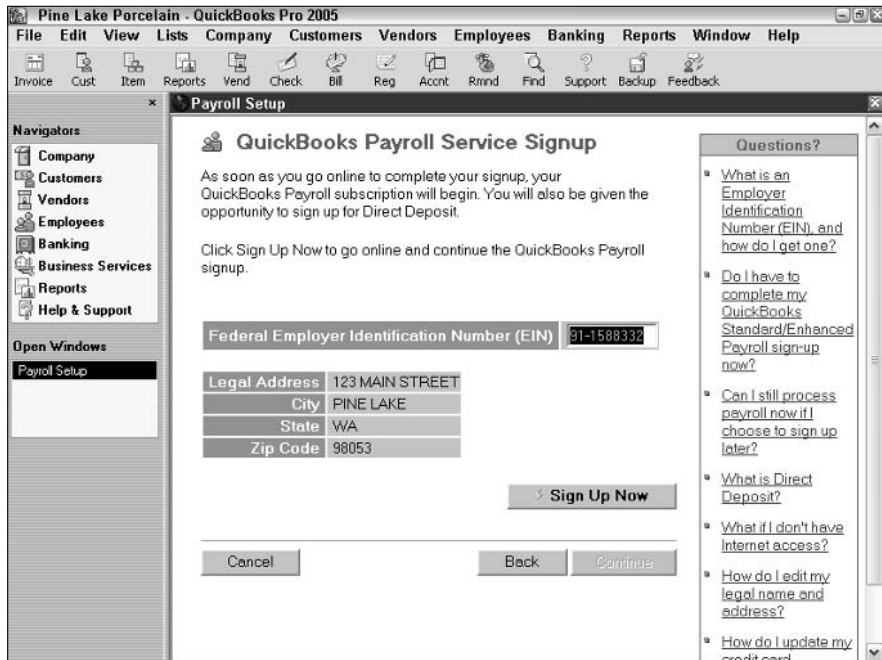 Pine Lake Porcelain - QuickBooks Pro 2005
File Edit View Lists Company Customers Vendors Employees Banking Reports Window Help
Invoice Cust Item Reports Vend Check Bill Reg Accnt Rmnd Find Support Backup Feedback
Navigators
Company
Customers
Vendors
Employees
Banking
Business Services
Reports
Help & Support
Open Windows
Payroll Setup
Payroll Setup
QuickBooks Payroll Service Signup
As soon as you go online to complete your signup, your
QuickBooks Payroll subscription will begin. You will also be given the
opportunity to sign up for Direct Deposit.
Click Sign Up Now to go online and continue the QuickBooks Payroll
signup.
Federal Employer Identification Number (EIN) 91-1588332
Legal Address 123 MAIN STREET
City PINE LAKE
State WA
Zip Code 98053
Sign Up Now
Cancel Back Continue
Questions?
What is an
Employer
Identification
Number (EIN), and
how do I get one?
Do I have to
complete my
QuickBooks
Standard/Enhanced
Payroll sign-up
now?
Can I still process
payroll now if I
choose to sign up
later?
What is Direct
Deposit?
What if I don't have
Internet access?
How do I edit my
legal name and
address?
How do I update my
credit card